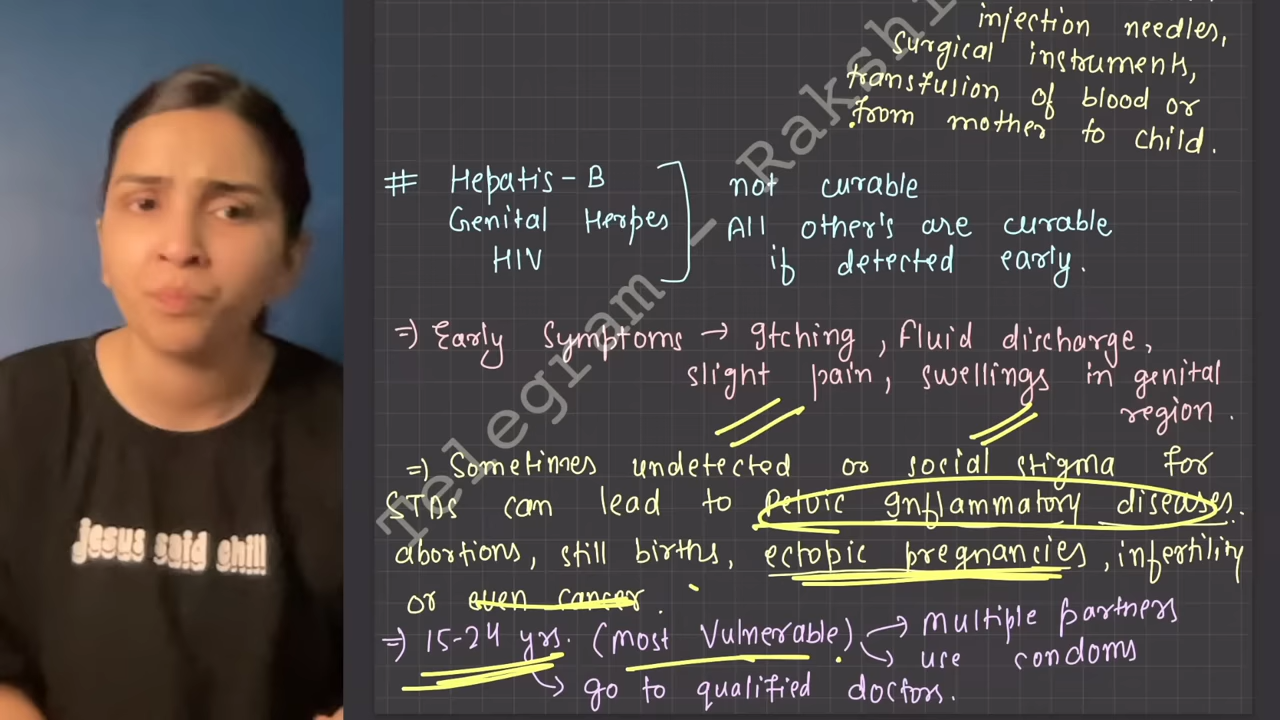 injection needles,
surgical instruments,
transfusion of blood or
from mother to child.
# Hepatis-B
Genital Herpes
HIV
not curable
All other's are curable
if detected early.
=) Early symptoms → Itching, fluid discharge,
slight pain, swellings in genital
region.
=) Sometimes undetected or social stigma for
STDs can lead to Pelvic Inflammatory diseases.
abortions, still births, ectopic pregnancies, infertility
or even cancer.
=) 15-24 yrs. (most vulnerable) → multiple partners
→ use condoms
→ go to qualified doctors.
jesus said chill
Telegram - Rakshi